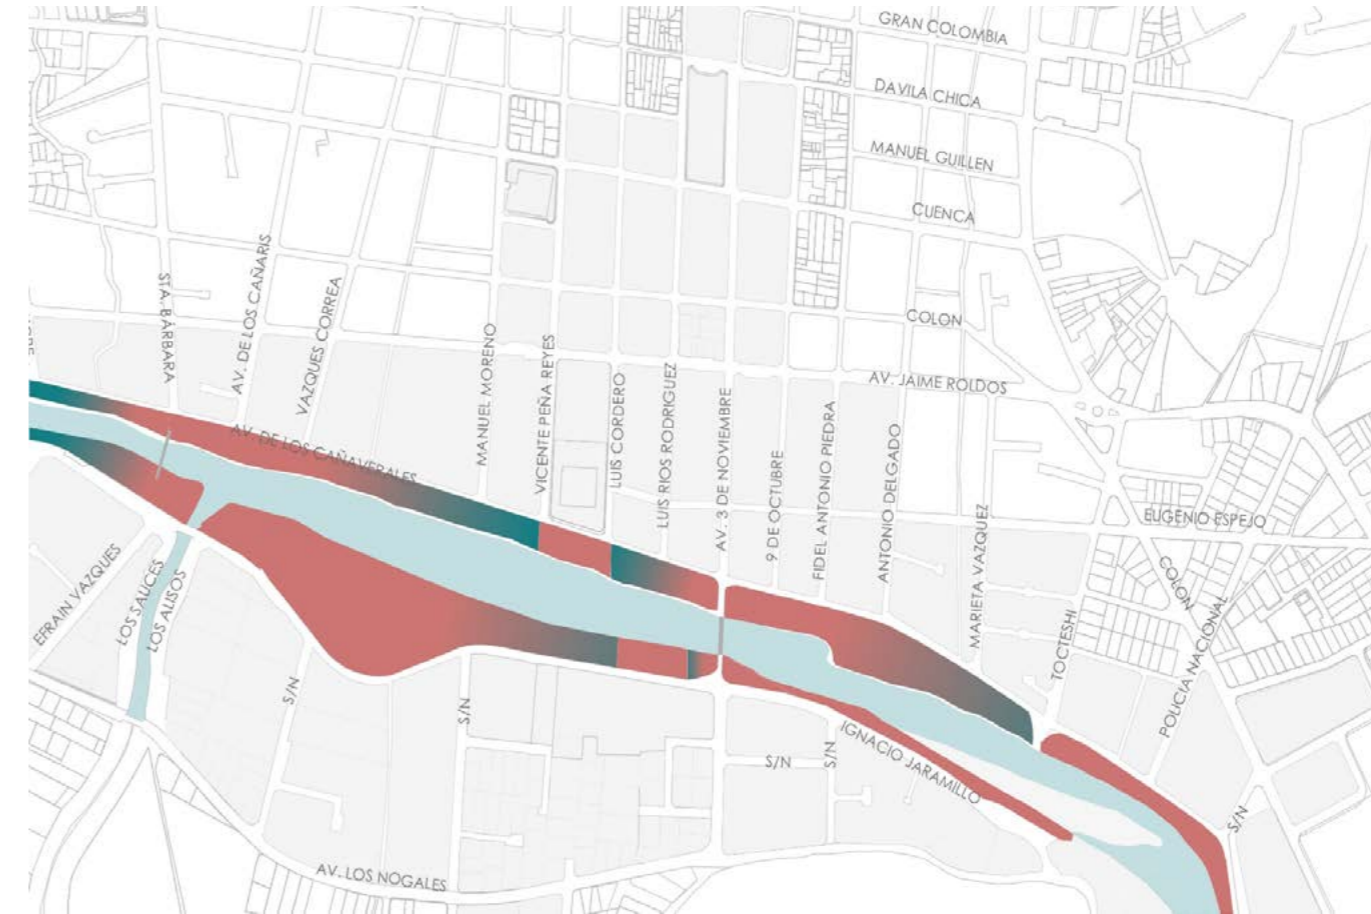 GRAN COLOMBIA
DAVILA CHICA
MANUEL GUILLEN
CUENCA
COLON
AV. JAIME ROLDOS
STA. BÁRBARA
AV. DE LOS CAÑARIS
VAZQUES CORREA
MANUEL MORENO
VICENTE PEÑA REYES
LUIS CORDERO
LUIS RIOS RODRIGUEZ
AV. 3 DE NOVIEMBRE
9 DE OCTUBRE
FIDEL ANTONIO PIEDRA
ANTONIO DELGADO
MARIETA VAZQUEZ
TOCTESHI
EUGENIO ESPEJO
COLON
POLICIA NACIONAL
AV. DE LOS CAÑAVERALES
EFRAIN VAZQUES
LOS SAUCES
LOS ALISOS
S/N
S/N
S/N
S/N
IGNACIO JARAMILLO
S/N
AV. LOS NOGALES